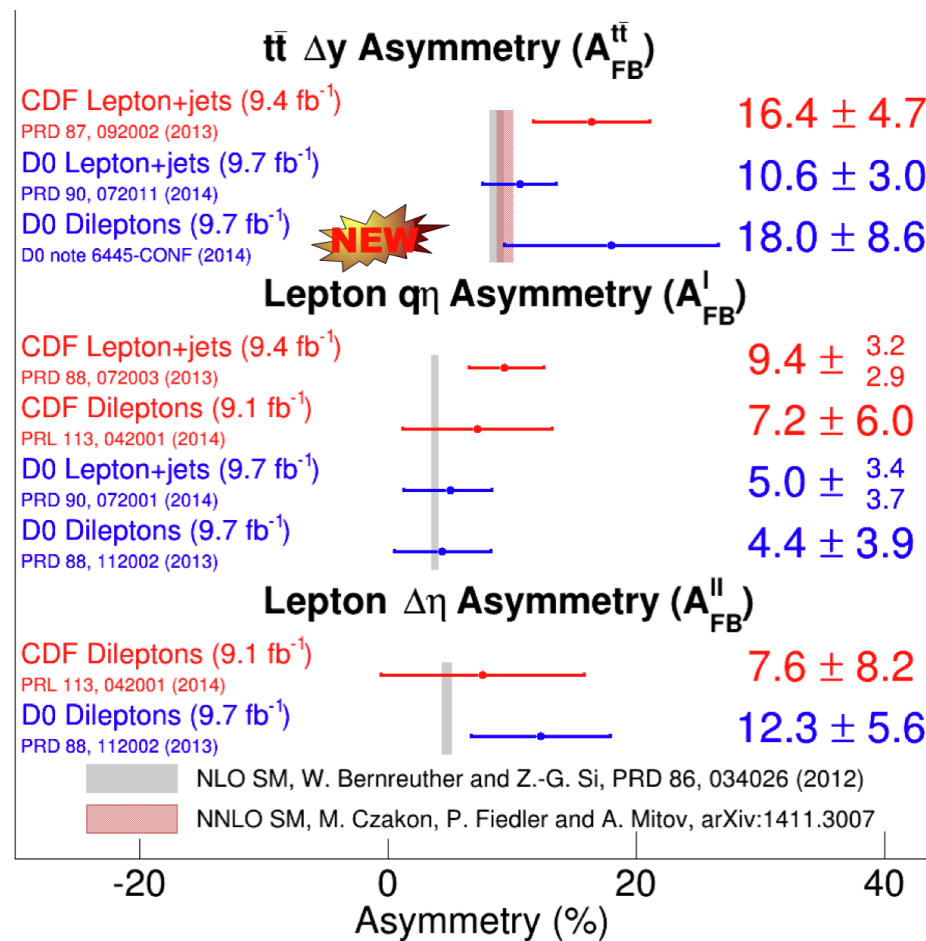 tt̄ Δy Asymmetry (A^{tt̄}_{FB})
CDF Lepton+jets (9.4 fb⁻¹)
PRD 87, 092002 (2013)
16.4 ± 4.7
D0 Lepton+jets (9.7 fb⁻¹)
PRD 90, 072011 (2014)
10.6 ± 3.0
D0 Dileptons (9.7 fb⁻¹)
D0 note 6445-CONF (2014)
NEW
18.0 ± 8.6
Lepton qη Asymmetry (A^{l}_{FB})
CDF Lepton+jets (9.4 fb⁻¹)
PRD 88, 072003 (2013)
9.4 ± 3.2 2.9
CDF Dileptons (9.1 fb⁻¹)
PRL 113, 042001 (2014)
7.2 ± 6.0
D0 Lepton+jets (9.7 fb⁻¹)
PRD 90, 072001 (2014)
5.0 ± 3.4 3.7
D0 Dileptons (9.7 fb⁻¹)
PRD 88, 112002 (2013)
4.4 ± 3.9
Lepton Δη Asymmetry (A^{ll}_{FB})
CDF Dileptons (9.1 fb⁻¹)
PRL 113, 042001 (2014)
7.6 ± 8.2
D0 Dileptons (9.7 fb⁻¹)
PRD 88, 112002 (2013)
12.3 ± 5.6
NLO SM, W. Bernreuther and Z.-G. Si, PRD 86, 034026 (2012)
NNLO SM, M. Czakon, P. Fiedler and A. Mitov, arXiv:1411.3007
-20 0 20 40
Asymmetry (%)